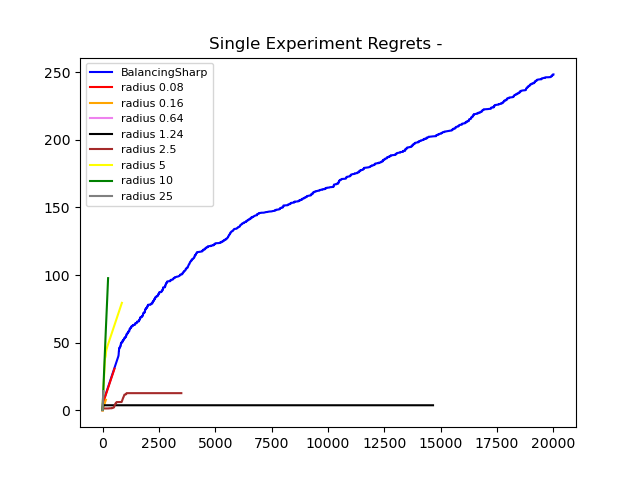 Single Experiment Regrets -
250
200
150
100
50
0
BalancingSharp
radius 0.08
radius 0.16
radius 0.64
radius 1.24
radius 2.5
radius 5
radius 10
radius 25
0 2500 5000 7500 10000 12500 15000 17500 20000